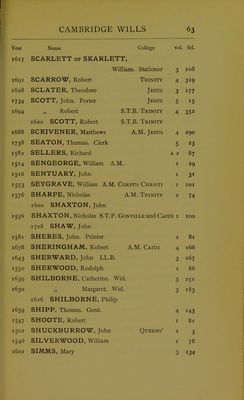 CAMBRIDGE WILLS 63
Year Name College vol. fol.
1617 SCARLETT or SKARLETT,
William. Stationer 3 108
1691 SCARROW, Robert TRINITY 4 319
1628 SCLATER, Theodore JESUS 3 177
1734 SCOTT, John. Porter JESUS 5 15
1694 „ Robert S.T.B. TRINITY 4 352
1620 SCOTT, Robert S.T.B. TRINITY
1688 SCRIVENER, Matthews A.M. JESUS 4 290
1738 SEATON, Thomas. Clerk 5 23
1582 SELLERS, Richard A 2 87
1514 SENGEORGE, William A.M. 1 29
1516 SENTUARY, John 1 31
1553 SEYGRAVE, William A.M. CORPUS CHRISTI 1 101
1576 SHARPE, Nicholas A.M. TRINITY 1 74
1600 SHAXTON, John
1556 SHAXTON, Nicholas S.T.P. GONVILLE and CAIUS 1 100
1708 SHAW, John
1581 SHERES, John. Printer 2 81
1678 SHERINGHAM, Robert A.M. CAIUS 4 166
1645 SHERWARD, John LL.B. 3 267
1550 SHERWOOD, Rodolph 1 86
1639 SHILBORNE, Catherine. Wid. 3 251
1630 „ Margaret. Wid. 3 183
1616 SHILBORNE, Philip
1659 SHIPP, Thomas. Gent. 4 143
1547 SHOOTE, Robert 1 81
1502 SHUCKBURROW, John QUEENS' 1 3
1546 SILVERWOOD, William 1 78
1622 SIMMS, Mary 3 134